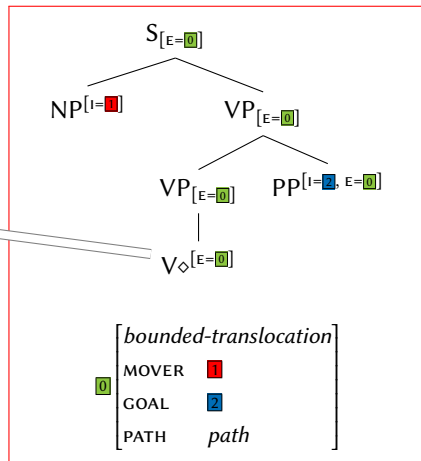 S[E=0]
NP[I=1] VP[E=0]
VP[E=0] PP[I=2, E=0]
V◇[E=0]
bounded-translocation
MOVER 1
0 GOAL 2
PATH path